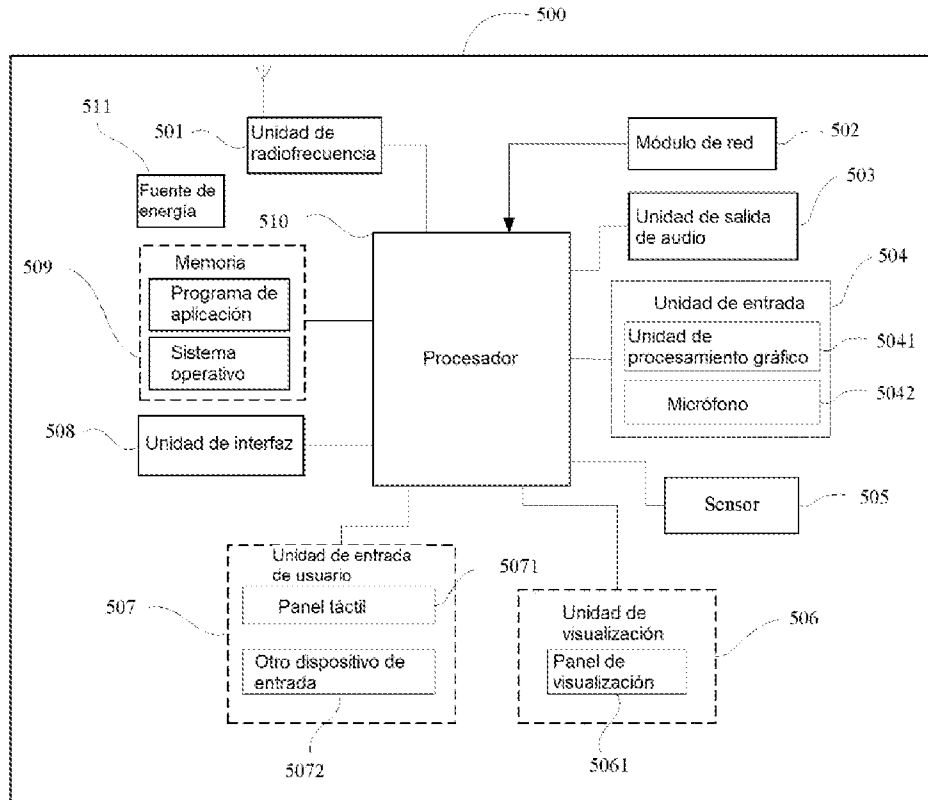 500
511
501
Unidad de
radiofrecuencia
Módulo de red
502
Fuente de
energía
510
503
Unidad de salida
de audio
509
Memoria
Programa de
aplicación
Sistema
operativo
Procesador
504
Unidad de entrada
Unidad de
procesamiento gráfico
5041
Micrófono
5042
508
Unidad de interfaz
Sensor
505
507
Unidad de entrada
de usuario
5071
Panel táctil
Otro dispositivo de
entrada
5072
Unidad de
visualización
506
Panel de
visualización
5061